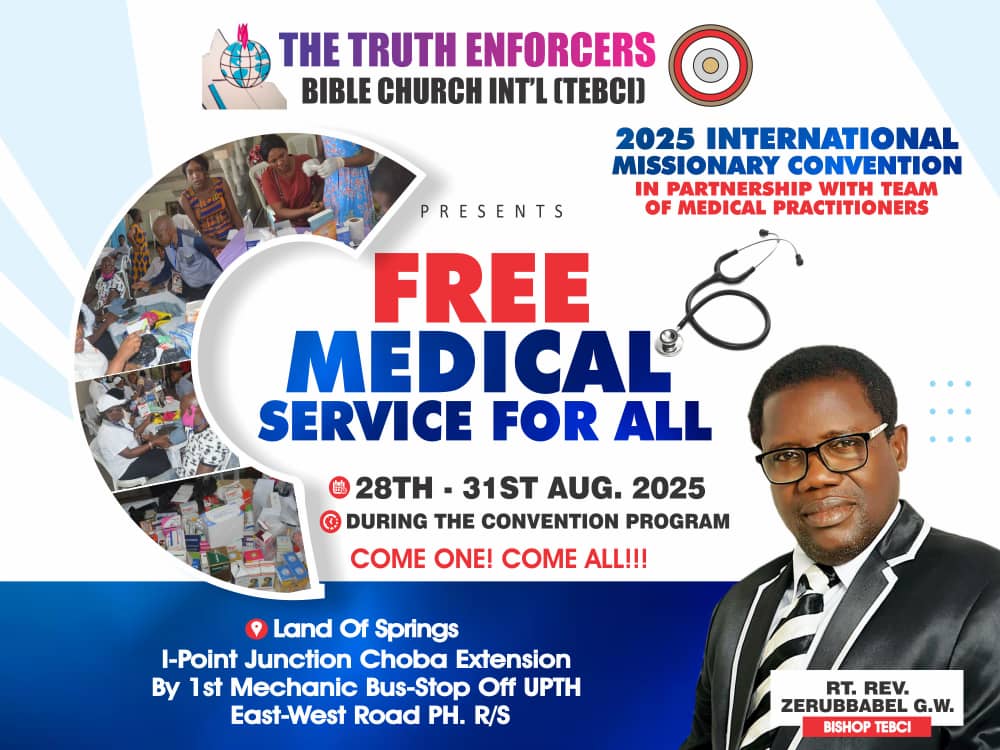 THE TRUTH ENFORCERS
BIBLE CHURCH INT'L (TEBCI)
2025 INTERNATIONAL
MISSIONARY CONVENTION
IN PARTNERSHIP WITH TEAM
OF MEDICAL PRACTITIONERS
PRESENTS
FREE
MEDICAL
SERVICE FOR ALL
28TH - 31ST AUG. 2025
DURING THE CONVENTION PROGRAM
COME ONE! COME ALL!!!
Land Of Springs
I-Point Junction Choba Extension
By 1st Mechanic Bus-Stop Off UPTH
East-West Road PH. R/S
RT. REV.
ZERUBBABEL G.W.
BISHOP TEBCI